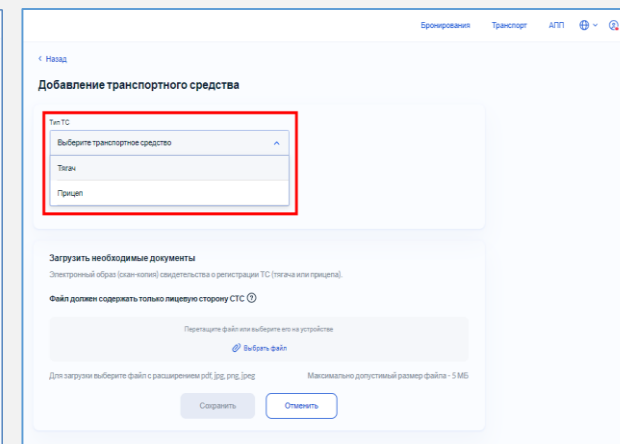 Бронирования Транспорт АПП
< Назад
Добавление транспортного средства
Тип ТС
Выберите транспортное средство
Тягач
Прицеп
Загрузить необходимые документы
Электронный образ (скан-копия) свидетельства о регистрации ТС (тягача или прицепа).
Файл должен содержать только лицевую сторону СТС
Перетащите файл или выберите его на устройстве
Выбрать файл
Для загрузки выберите файл с расширением pdf, jpg, png, jpeg Максимально допустимый размер файла - 5 МБ
Сохранить Отменить